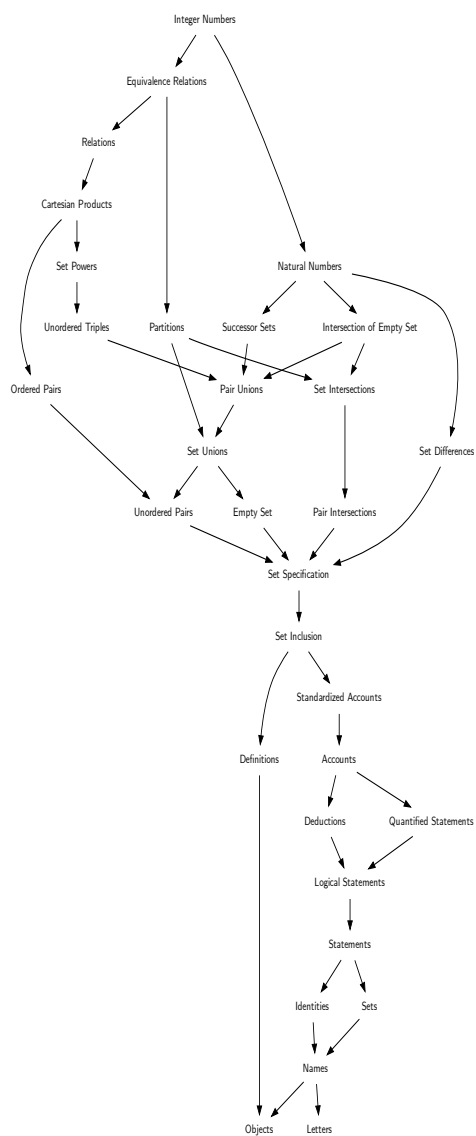 Integer Numbers
Equivalence Relations
Relations
Cartesian Products
Set Powers
Natural Numbers
Unordered Triples
Partitions
Successor Sets
Intersection of Empty Set
Ordered Pairs
Pair Unions
Set Intersections
Set Unions
Set Differences
Unordered Pairs
Empty Set
Pair Intersections
Set Specification
Set Inclusion
Standardized Accounts
Definitions
Accounts
Deductions
Quantified Statements
Logical Statements
Statements
Identities
Sets
Names
Objects
Letters